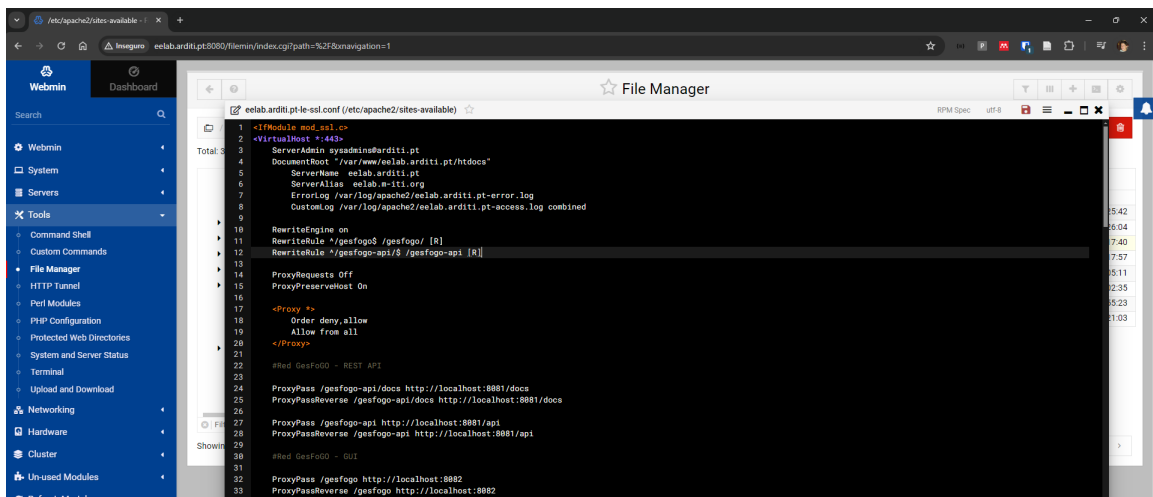 /etc/apache2/sites-available - F
Inseguro eelab.arditi.pt:8080/filemin/index.cgi?path=%2F&xnavigation=1
Webmin
Dashboard
Search
Webmin
System
Servers
Tools
Command Shell
Custom Commands
File Manager
HTTP Tunnel
Perl Modules
PHP Configuration
Protected Web Directories
System and Server Status
Terminal
Upload and Download
Networking
Hardware
Cluster
Un-used Modules
File Manager
Total: 3
eelab.arditi.pt-le-ssl.conf (/etc/apache2/sites-available)
RPM Spec utf-8
1 <IfModule mod_ssl.c>
2 <VirtualHost *:443>
3 ServerAdmin sysadmins@arditi.pt
4 DocumentRoot "/var/www/eelab.arditi.pt/htdocs"
5 ServerName eelab.arditi.pt
6 ServerAlias eelab.m-iti.org
7 ErrorLog /var/log/apache2/eelab.arditi.pt-error.log
8 CustomLog /var/log/apache2/eelab.arditi.pt-access.log combined
9
10 RewriteEngine on
11 RewriteRule ^/gesfogo$ /gesfogo/ [R]
12 RewriteRule ^/gesfogo-api/$ /gesfogo-api [R]
13
14 ProxyRequests Off
15 ProxyPreserveHost On
16
17 <Proxy *>
18 Order deny,allow
19 Allow from all
20 </Proxy>
21
22 #Red GesFoGO - REST API
23
24 ProxyPass /gesfogo-api/docs http://localhost:8081/docs
25 ProxyPassReverse /gesfogo-api/docs http://localhost:8081/docs
26
27 ProxyPass /gesfogo-api http://localhost:8081/api
28 ProxyPassReverse /gesfogo-api http://localhost:8081/api
29
30 #Red GesFoGO - GUI
31
32 ProxyPass /gesfogo http://localhost:8082
33 ProxyPassReverse /gesfogo http://localhost:8082
5:42
6:04
7:40
7:57
5:11
2:35
5:23
1:03
Filt
Showin